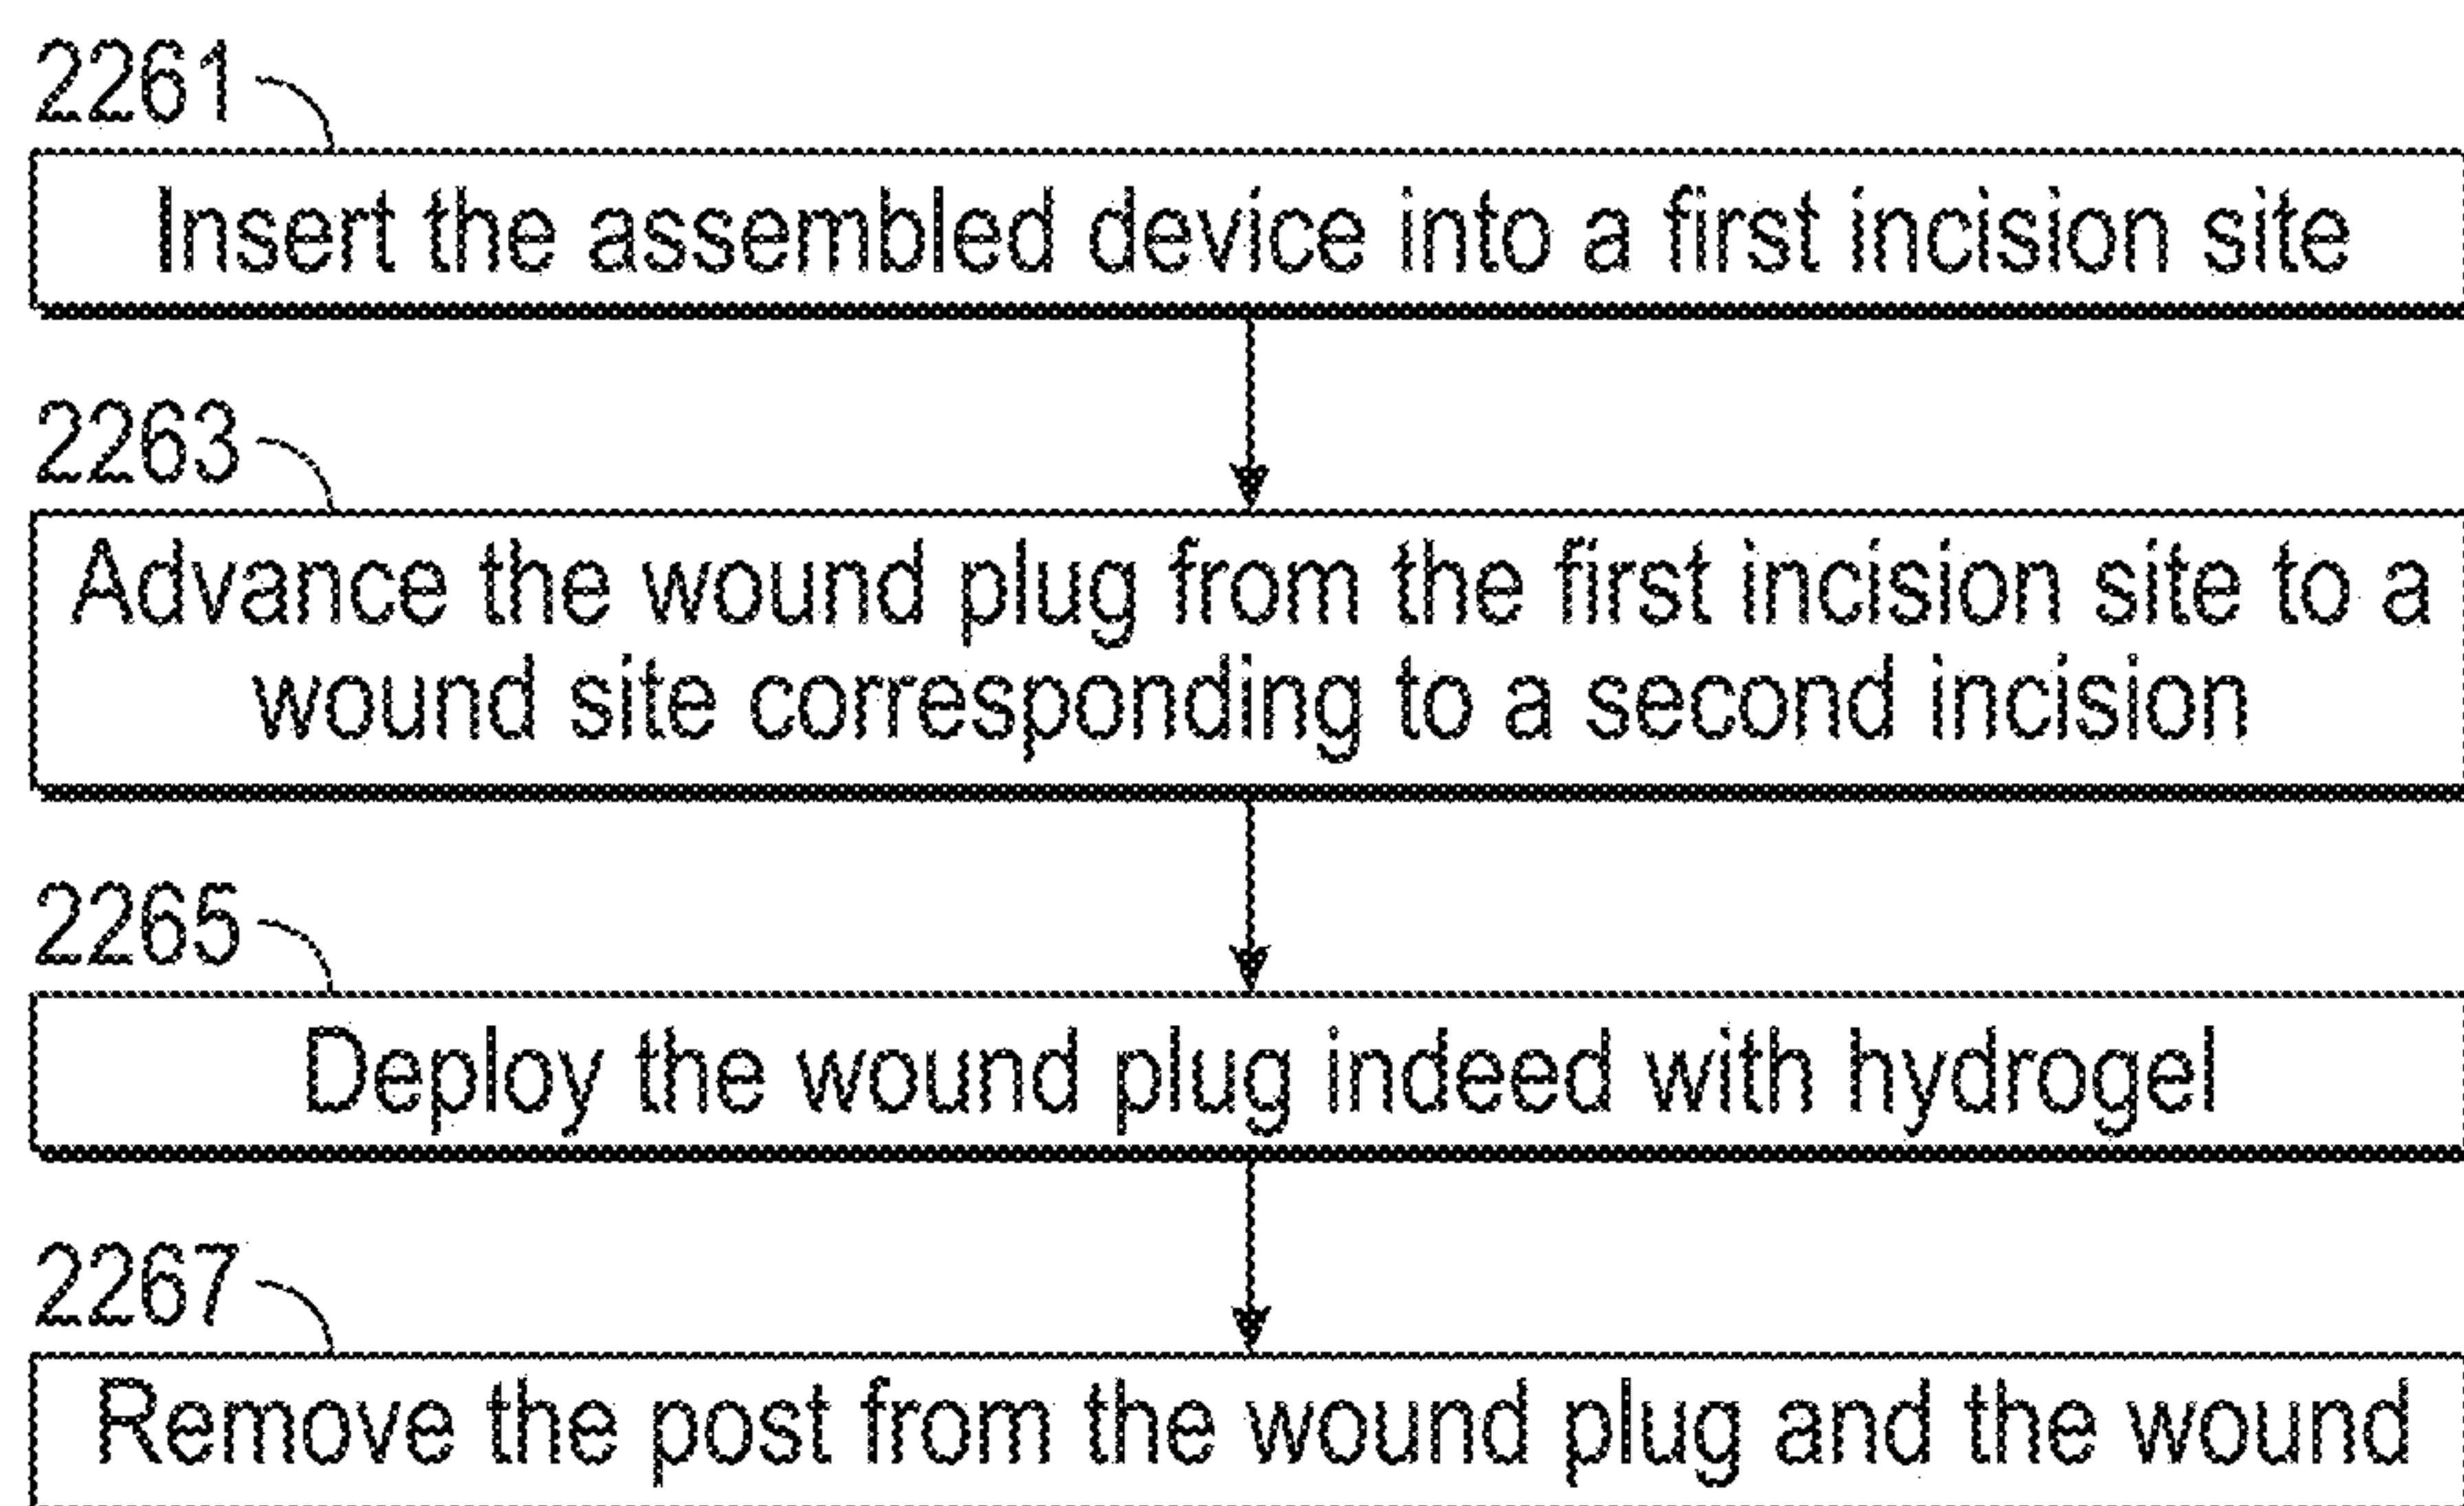 2261
Insert the assembled device into a first incision site
2263
Advance the wound plug from the first incision site to a
wound site corresponding to a second incision
2265
Deploy the wound plug indeed with hydrogel
2267
Remove the post from the wound plug and the wound